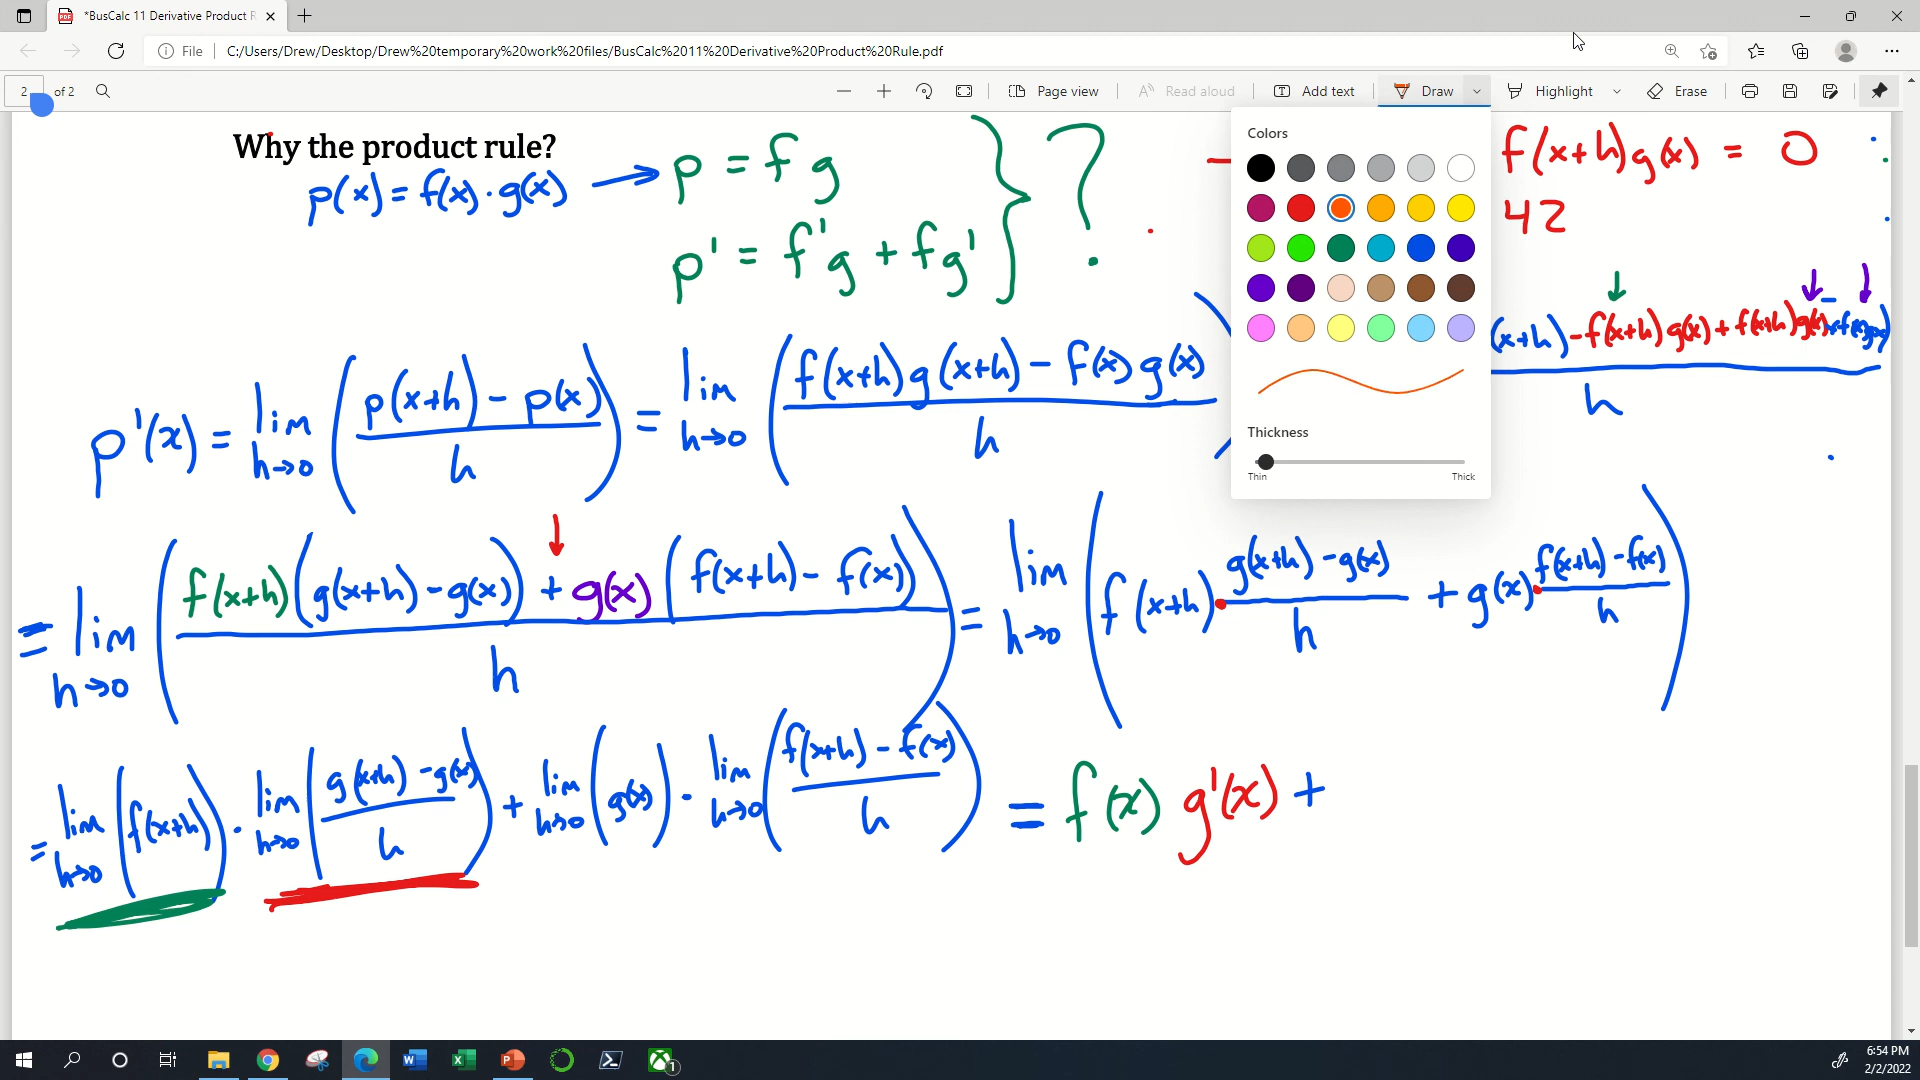 *BusCalc 11 Derivative Product R
File C:/Users/Drew/Desktop/Drew%20temporary%20work%20files/BusCalc%2011%20Derivative%20Product%20Rule.pdf
2 of 2 Page view Read aloud Add text Draw Highlight Erase
Why the product rule?
p(x) = f(x)·g(x) → p = f g
p' = f'g + fg' } ?
f(x+h)g(x) = 0
42
Colors
Thickness
Thin Thick
p'(x) = lim h→0 (p(x+h) - p(x) / h) = lim h→0 (f(x+h)g(x+h) - f(x)g(x) / h)
(x+h) - f(x+h)g(x) + f(x+h)g(x)
h
= lim h→0 (f(x+h)(g(x+h) - g(x)) + g(x)(f(x+h) - f(x)) / h) = lim h→0 (f(x+h)·g(x+h) - g(x) / h + g(x)·f(x+h) - f(x) / h)
= lim h→0 (f(x+h)) · lim h→0 (g(x+h) - g(x) / h) + lim h→0 (g(x)) · lim h→0 (f(x+h) - f(x) / h) = f(x) g'(x) +
1
6:54 PM
2/2/2022